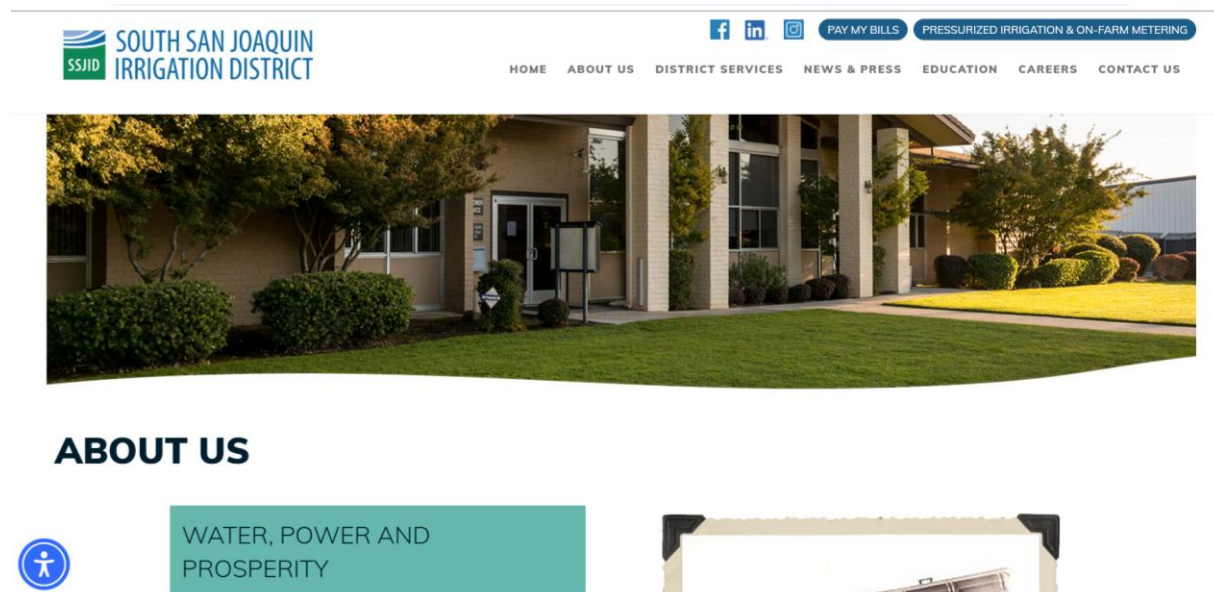 PAY MY BILLS
PRESSURIZED IRRIGATION & ON-FARM METERING
SSJID
SOUTH SAN JOAQUIN
IRRIGATION DISTRICT
HOME ABOUT US DISTRICT SERVICES NEWS & PRESS EDUCATION CAREERS CONTACT US
ABOUT US
WATER, POWER AND
PROSPERITY